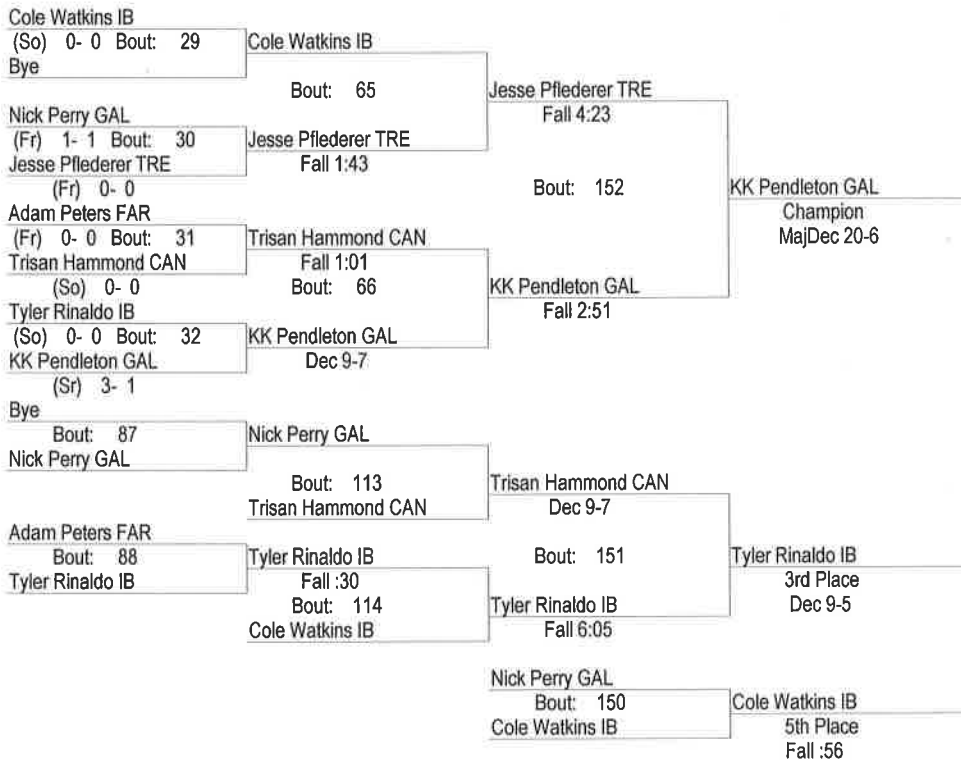 Cole Watkins IB
(So) 0- 0 Bout: 29
Bye
Cole Watkins IB
Bout: 65
Nick Perry GAL
(Fr) 1- 1 Bout: 30
Jesse Pflederer TRE
(Fr) 0- 0
Jesse Pflederer TRE
Fall 1:43
Jesse Pflederer TRE
Fall 4:23
Bout: 152
Adam Peters FAR
(Fr) 0- 0 Bout: 31
Trisan Hammond CAN
(So) 0- 0
Trisan Hammond CAN
Fall 1:01
Bout: 66
Tyler Rinaldo IB
(So) 0- 0 Bout: 32
KK Pendleton GAL
(Sr) 3- 1
KK Pendleton GAL
Dec 9-7
KK Pendleton GAL
Fall 2:51
KK Pendleton GAL
Champion
MajDec 20-6
Bye
Bout: 87
Nick Perry GAL
Nick Perry GAL
Bout: 113
Trisan Hammond CAN
Trisan Hammond CAN
Dec 9-7
Bout: 151
Adam Peters FAR
Bout: 88
Tyler Rinaldo IB
Tyler Rinaldo IB
Fall :30
Bout: 114
Cole Watkins IB
Tyler Rinaldo IB
Fall 6:05
Tyler Rinaldo IB
3rd Place
Dec 9-5
Nick Perry GAL
Bout: 150
Cole Watkins IB
Cole Watkins IB
5th Place
Fall :56